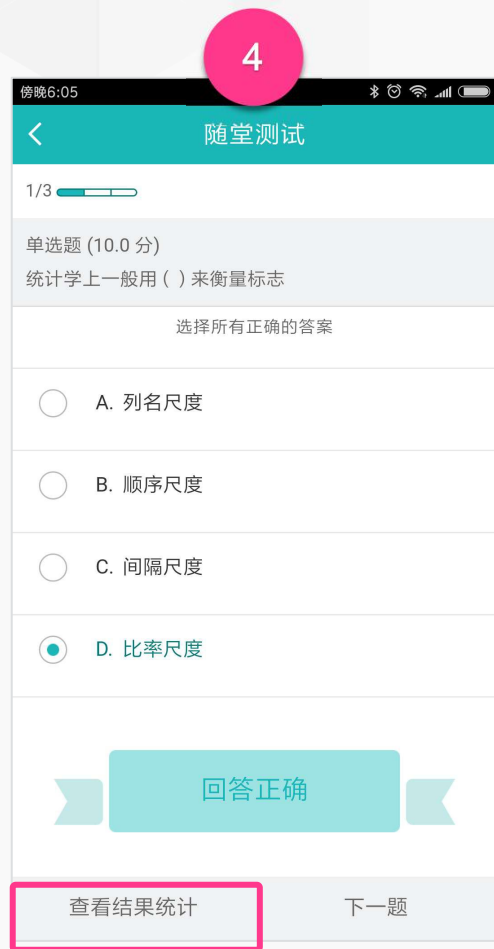 4
傍晚6:05
随堂测试
1/3
单选题 (10.0 分)
统计学上一般用 ( ) 来衡量标志
选择所有正确的答案
A. 列名尺度
B. 顺序尺度
C. 间隔尺度
D. 比率尺度
回答正确
查看结果统计 下一题